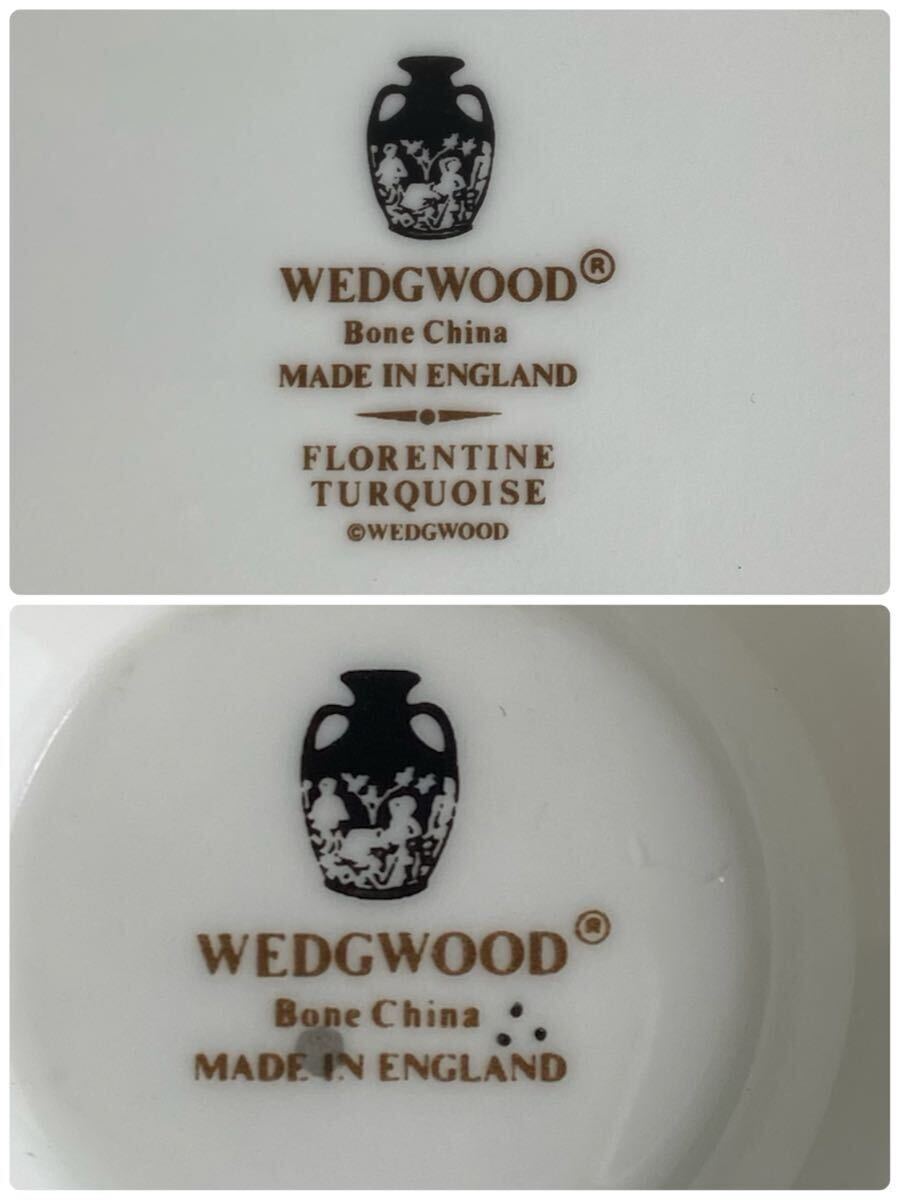 WEDGWOOD®
Bone China
MADE IN ENGLAND
FLORENTINE
TURQUOISE
©WEDGWOOD
WEDGWOOD®
Bone China
MADE IN ENGLAND